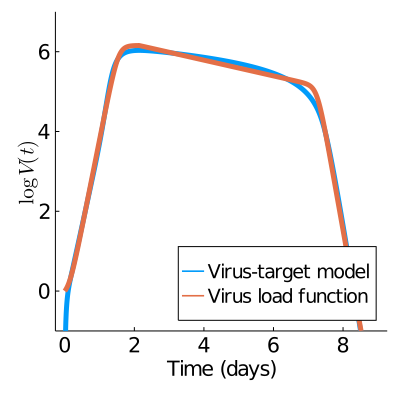 6
4
2
0
log V(t)
Virus-target model
Virus load function
0 2 4 6 8
Time (days)